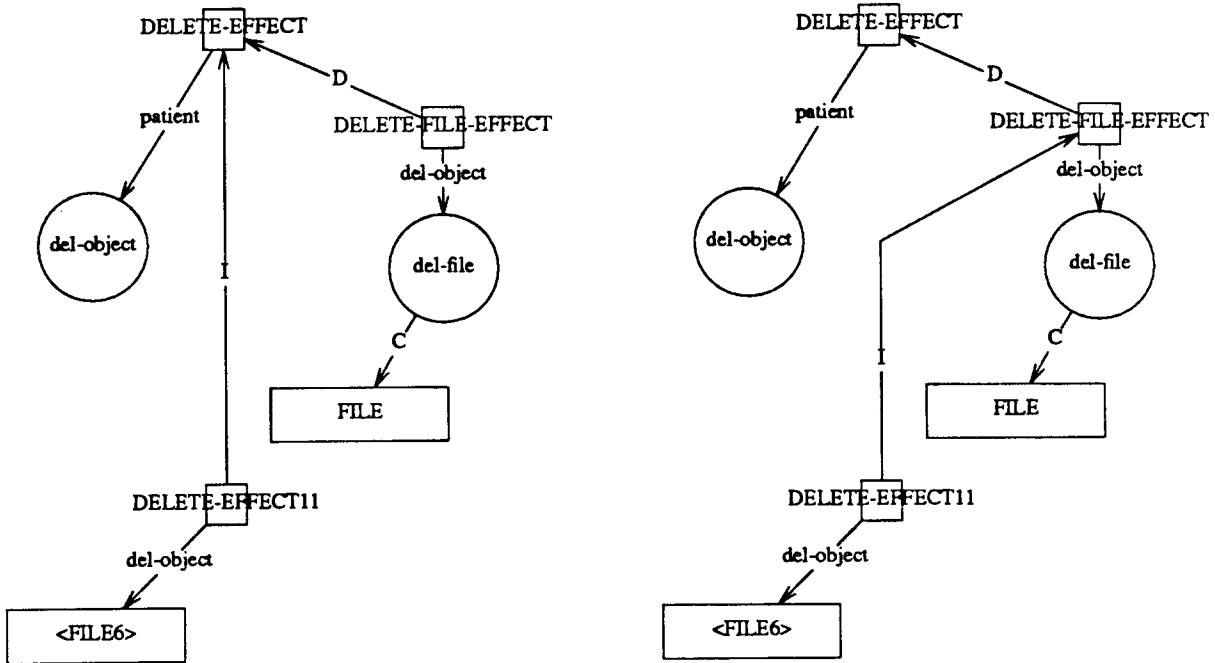 DELETE-EFFECT
D
patient
DELETE-FILE-EFFECT
del-object
del-object
del-file
I
C
FILE
DELETE-EFFECT11
del-object
<FILE6>
DELETE-EFFECT
D
patient
DELETE-FILE-EFFECT
del-object
del-object
del-file
C
I
FILE
DELETE-EFFECT11
del-object
<FILE6>